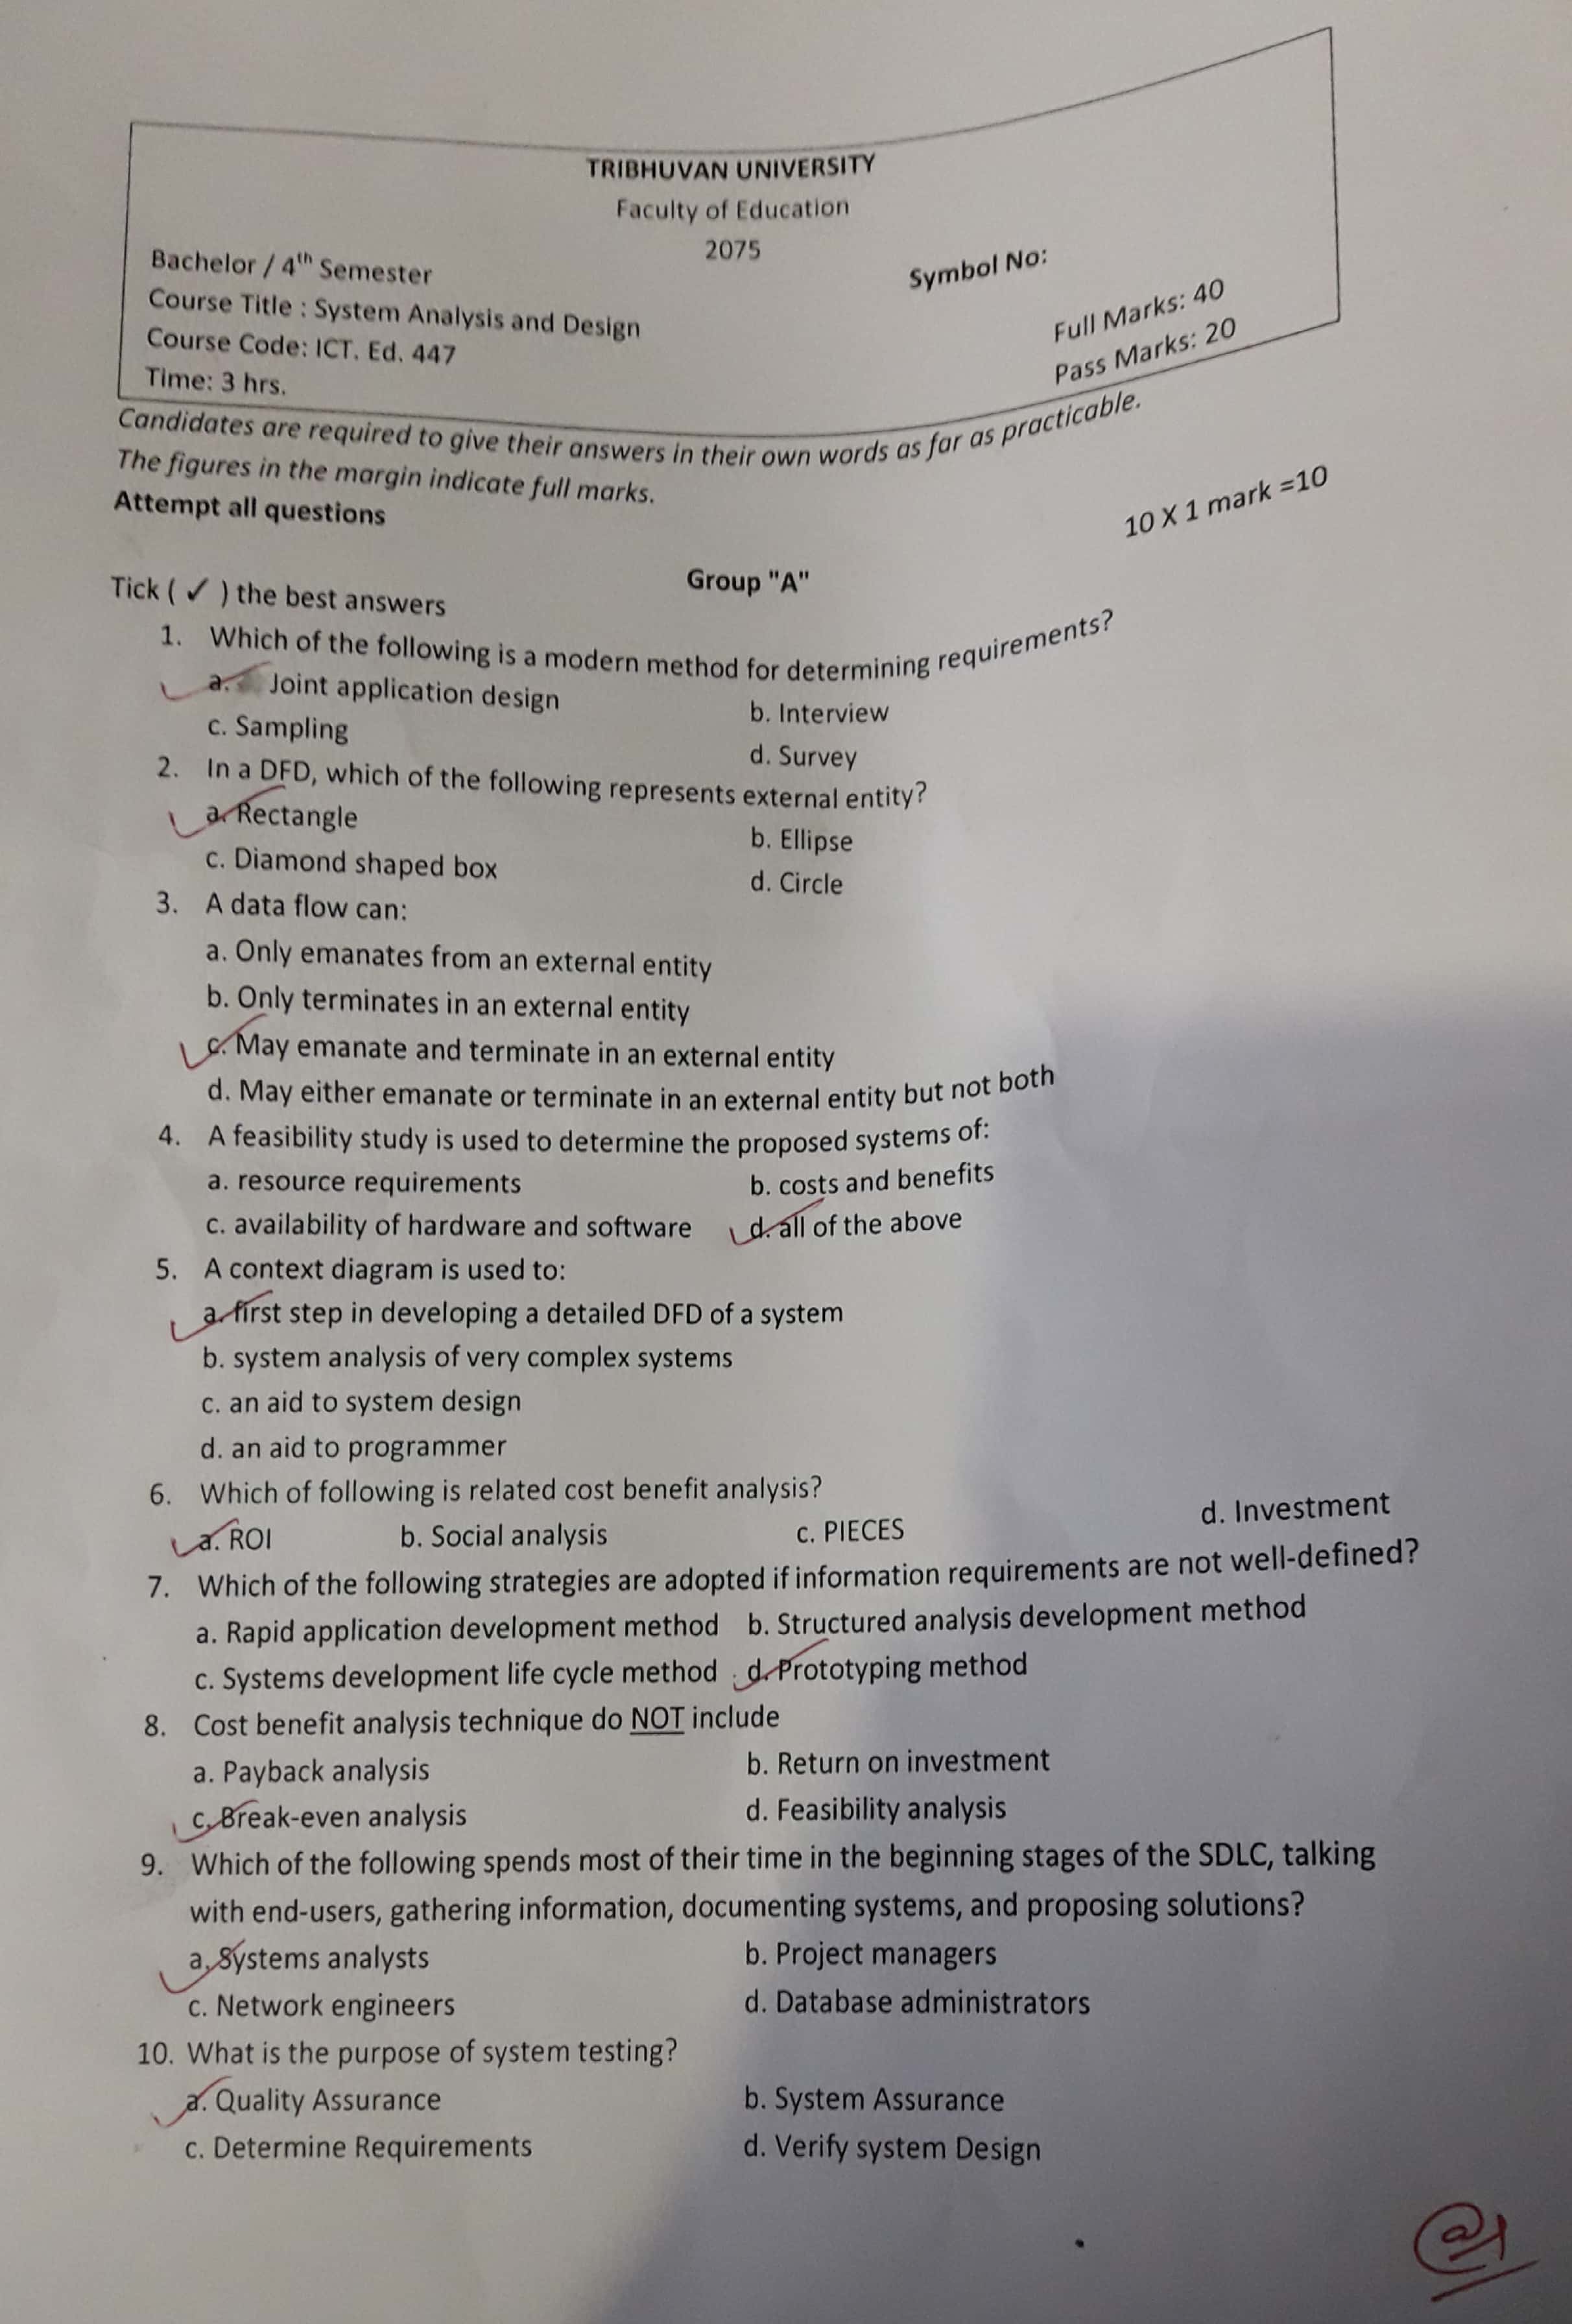 TRIBHUVAN UNIVERSITY
Faculty of Education
2075
Bachelor / 4th Semester
Symbol No:
Course Title : System Analysis and Design
Full Marks: 40
Course Code: ICT. Ed. 447
Pass Marks: 20
Time: 3 hrs.
Candidates are required to give their answers in their own words as far as practicable.
The figures in the margin indicate full marks.
Attempt all questions
10 X 1 mark =10
Group "A"
Tick ( ✓ ) the best answers
1. Which of the following is a modern method for determining requirements?
a. Joint application design b. Interview
c. Sampling d. Survey
2. In a DFD, which of the following represents external entity?
a. Rectangle b. Ellipse
c. Diamond shaped box d. Circle
3. A data flow can:
a. Only emanates from an external entity
b. Only terminates in an external entity
c. May emanate and terminate in an external entity
d. May either emanate or terminate in an external entity but not both
4. A feasibility study is used to determine the proposed systems of:
a. resource requirements b. costs and benefits
c. availability of hardware and software d. all of the above
5. A context diagram is used to:
a. first step in developing a detailed DFD of a system
b. system analysis of very complex systems
c. an aid to system design
d. an aid to programmer
6. Which of following is related cost benefit analysis?
a. ROI b. Social analysis c. PIECES d. Investment
7. Which of the following strategies are adopted if information requirements are not well-defined?
a. Rapid application development method b. Structured analysis development method
c. Systems development life cycle method d. Prototyping method
8. Cost benefit analysis technique do NOT include
a. Payback analysis b. Return on investment
c. Break-even analysis d. Feasibility analysis
9. Which of the following spends most of their time in the beginning stages of the SDLC, talking
with end-users, gathering information, documenting systems, and proposing solutions?
a. Systems analysts b. Project managers
c. Network engineers d. Database administrators
10. What is the purpose of system testing?
a. Quality Assurance b. System Assurance
c. Determine Requirements d. Verify system Design